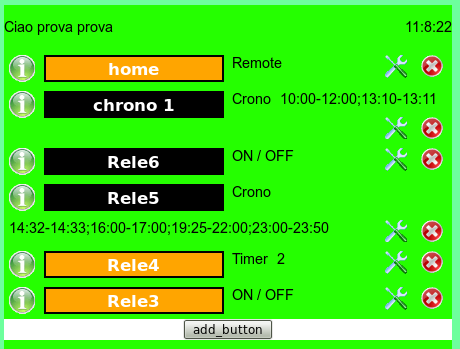 Ciao prova prova 11:8:22
home Remote
chrono 1 Crono 10:00-12:00;13:10-13:11
Rele6 ON / OFF
Rele5 Crono
14:32-14:33;16:00-17:00;19:25-22:00;23:00-23:50
Rele4 Timer 2
Rele3 ON / OFF
add_button